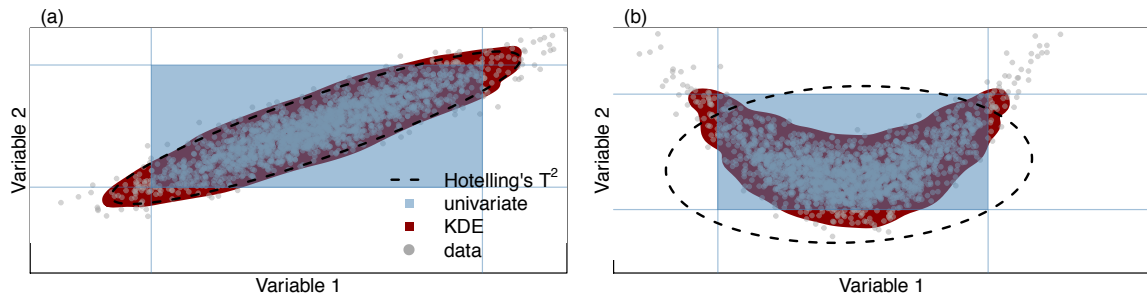 (a)
Variable 2
Hotelling's T²
univariate
KDE
data
Variable 1
(b)
Variable 2
Variable 1